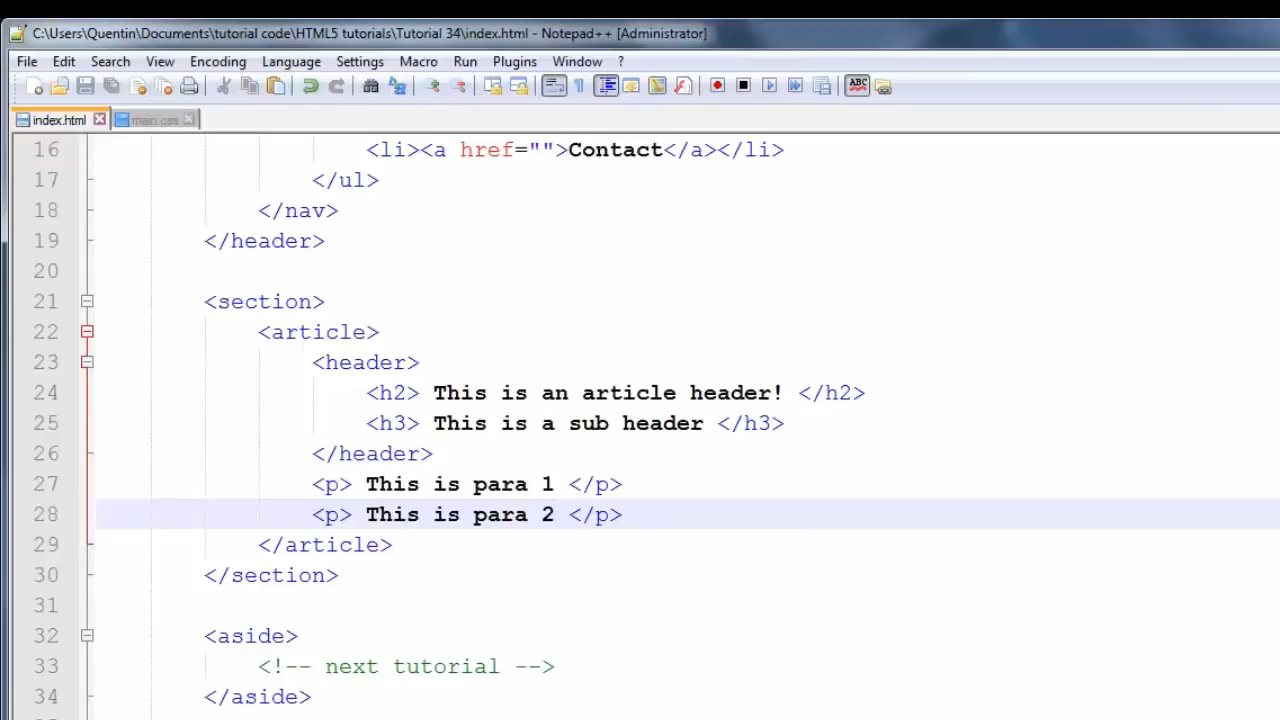 C:\Users\Quentin\Documents\tutorial code\HTML5 tutorials\Tutorial 34\index.html - Notepad++ [Administrator]
File Edit Search View Encoding Language Settings Macro Run Plugins Window ?
ABC
index.html main.css
16 <li><a href="">Contact</a></li>
17 </ul>
18 </nav>
19 </header>
20
21 <section>
22 <article>
23 <header>
24 <h2> This is an article header! </h2>
25 <h3> This is a sub header </h3>
26 </header>
27 <p> This is para 1 </p>
28 <p> This is para 2 </p>
29 </article>
30 </section>
31
32 <aside>
33 <!-- next tutorial -->
34 </aside>